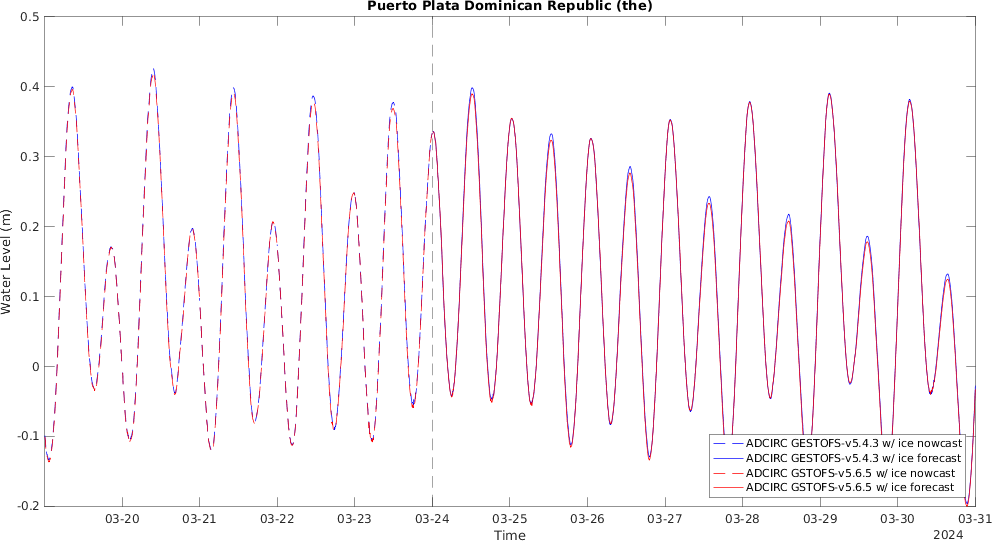 Puerto Plata Dominican Republic (the)
Water Level (m)
0.5
0.4
0.3
0.2
0.1
0
-0.1
-0.2
ADCIRC GESTOFS-v5.4.3 w/ ice nowcast
ADCIRC GESTOFS-v5.4.3 w/ ice forecast
ADCIRC GSTOFS-v5.6.5 w/ ice nowcast
ADCIRC GSTOFS-v5.6.5 w/ ice forecast
03-20 03-21 03-22 03-23 03-24 03-25 03-26 03-27 03-28 03-29 03-30 03-31
Time
2024